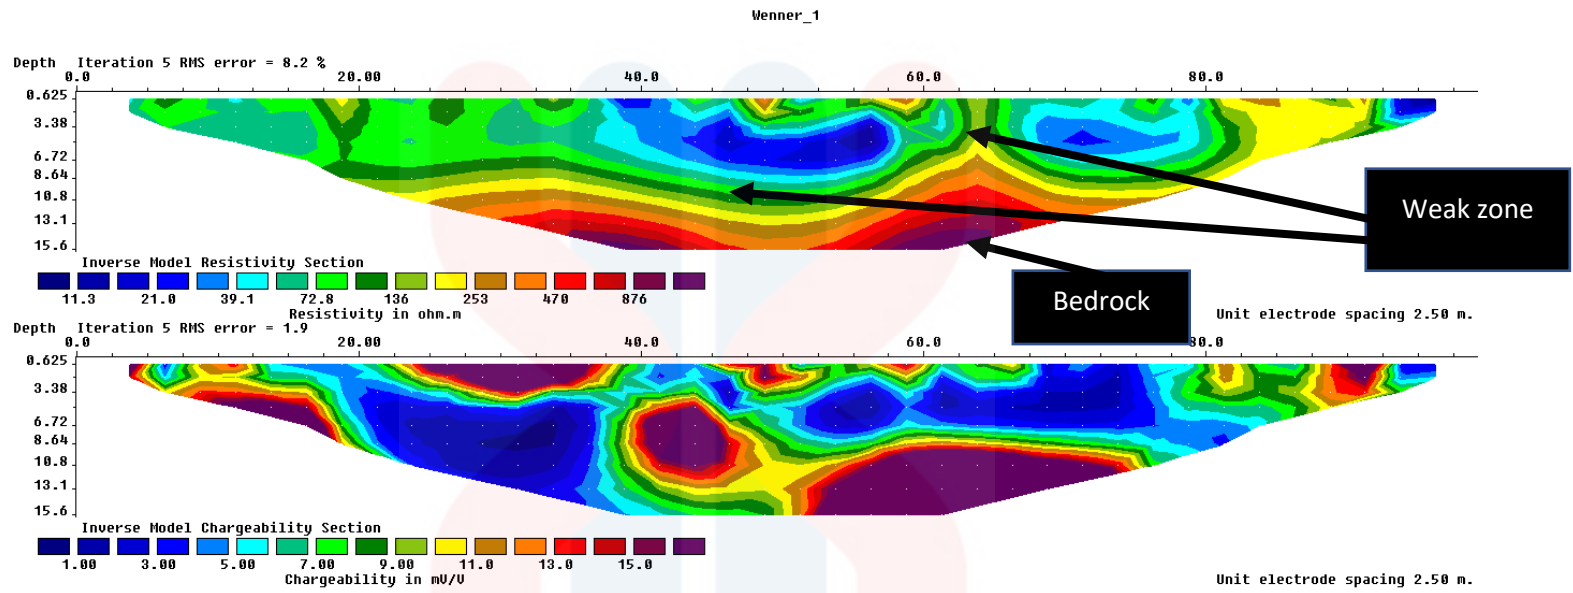 Wenner_1
Depth Iteration 5 RMS error = 8.2 %
0.0 20.00 40.0 60.0 80.0
0.625
3.38
6.72
8.64
10.8
13.1
15.6
Weak zone
Bedrock
Inverse Model Resistivity Section
11.3 21.0 39.1 72.8 136 253 470 876
Resistivity in ohm.m
Unit electrode spacing 2.50 m.
Depth Iteration 5 RMS error = 1.9
0.0 20.00 40.0 60.0 80.0
0.625
3.38
6.72
8.64
10.8
13.1
15.6
Inverse Model Chargeability Section
1.00 3.00 5.00 7.00 9.00 11.0 13.0 15.0
Chargeability in mV/V
Unit electrode spacing 2.50 m.